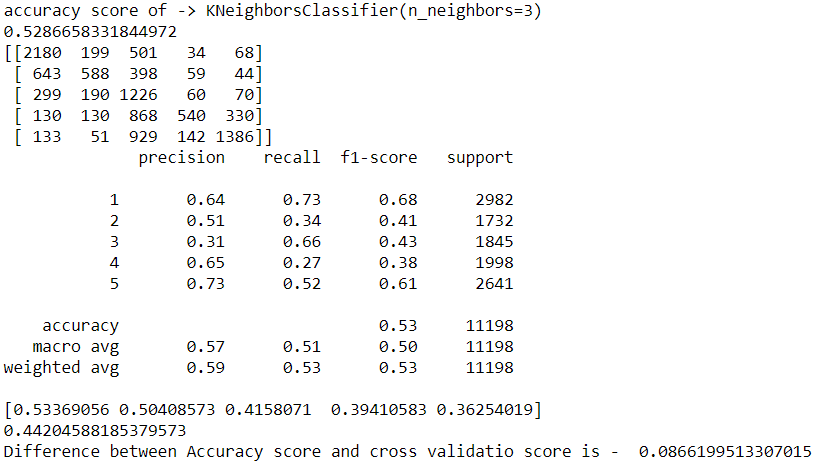 accuracy score of -> KNeighborsClassifier(n_neighbors=3)
0.5286658331844972
[[2180  199  501   34   68]
 [ 643  588  398   59   44]
 [ 299  190 1226   60   70]
 [ 130  130  868  540  330]
 [ 133   51  929  142 1386]]
              precision    recall  f1-score   support

           1       0.64      0.73      0.68      2982
           2       0.51      0.34      0.41      1732
           3       0.31      0.66      0.43      1845
           4       0.65      0.27      0.38      1998
           5       0.73      0.52      0.61      2641

    accuracy                           0.53     11198
   macro avg       0.57      0.51      0.50     11198
weighted avg       0.59      0.53      0.53     11198

[0.53369056 0.50408573 0.4158071  0.39410583 0.36254019]
0.44204588185379573
Difference between Accuracy score and cross validatio score is -  0.0866199513307015